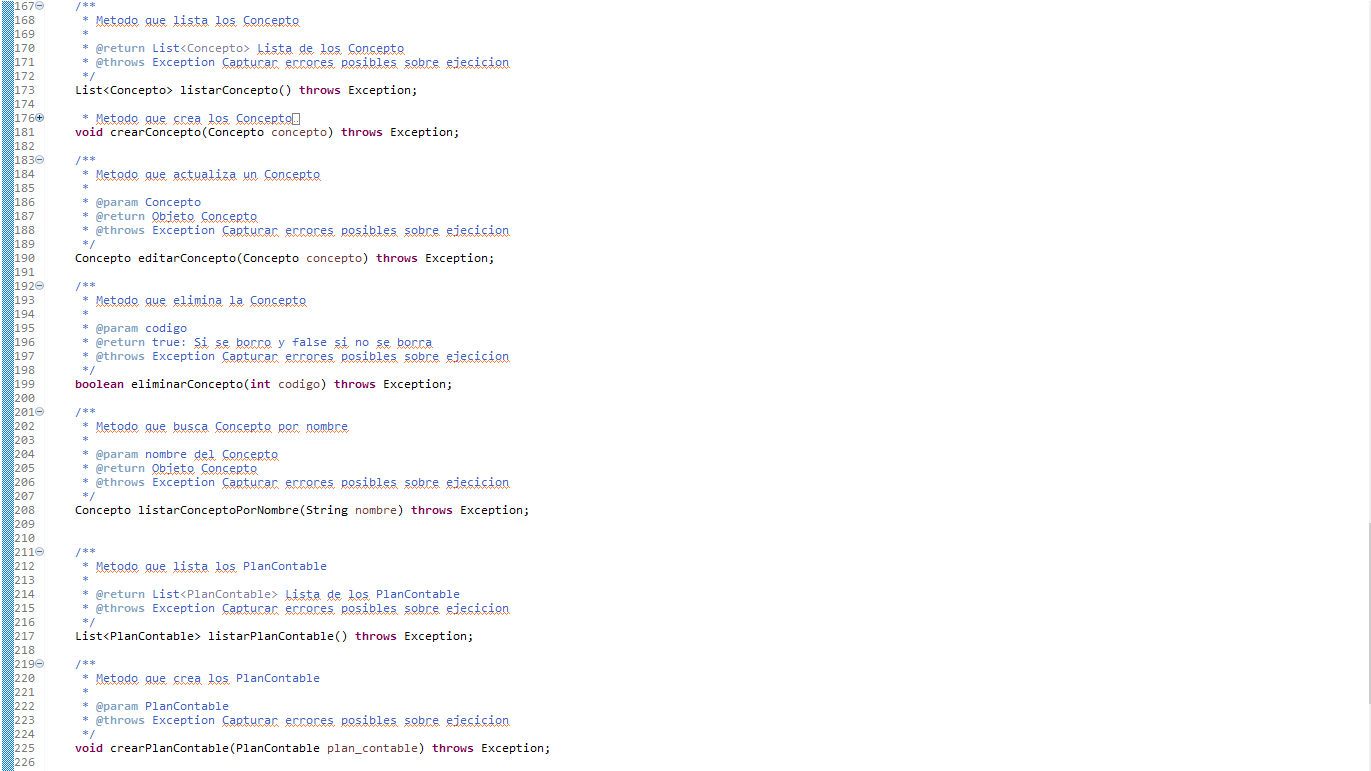 167 /**
168 * Metodo que lista los Concepto
169 *
170 * @return List<Concepto> Lista de los Concepto
171 * @throws Exception Capturar errores posibles sobre ejecicion
172 */
173 List<Concepto> listarConcepto() throws Exception;
174
176 * Metodo que crea los Concepto
181 void crearConcepto(Concepto concepto) throws Exception;
182
183 /**
184 * Metodo que actualiza un Concepto
185 *
186 * @param Concepto
187 * @return Objeto Concepto
188 * @throws Exception Capturar errores posibles sobre ejecicion
189 */
190 Concepto editarConcepto(Concepto concepto) throws Exception;
191
192 /**
193 * Metodo que elimina la Concepto
194 *
195 * @param codigo
196 * @return true: Si se borro y false si no se borra
197 * @throws Exception Capturar errores posibles sobre ejecicion
198 */
199 boolean eliminarConcepto(int codigo) throws Exception;
200
201 /**
202 * Metodo que busca Concepto por nombre
203 *
204 * @param nombre del Concepto
205 * @return Objeto Concepto
206 * @throws Exception Capturar errores posibles sobre ejecicion
207 */
208 Concepto listarConceptoPorNombre(String nombre) throws Exception;
209
210
211 /**
212 * Metodo que lista los PlanContable
213 *
214 * @return List<PlanContable> Lista de los PlanContable
215 * @throws Exception Capturar errores posibles sobre ejecicion
216 */
217 List<PlanContable> listarPlanContable() throws Exception;
218
219 /**
220 * Metodo que crea los PlanContable
221 *
222 * @param PlanContable
223 * @throws Exception Capturar errores posibles sobre ejecicion
224 */
225 void crearPlanContable(PlanContable plan_contable) throws Exception;
226